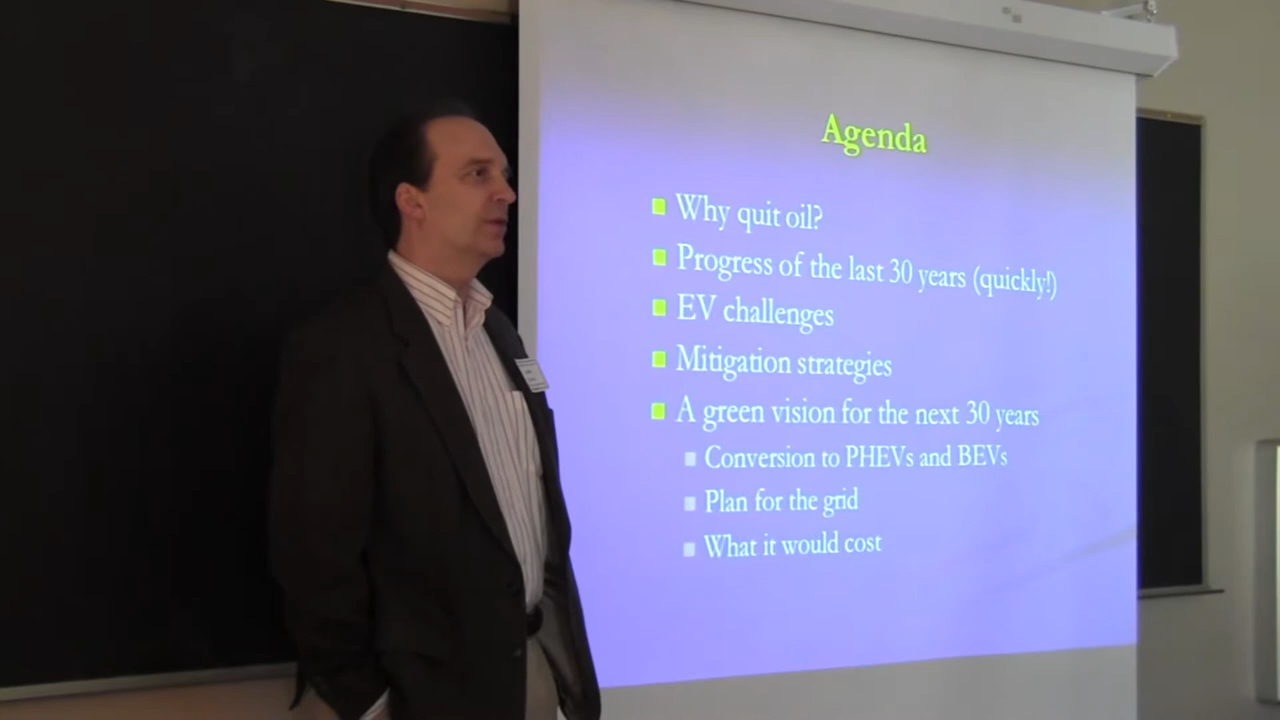 Agenda
Why quit oil?
Progress of the last 30 years (quickly!)
EV challenges
Mitigation strategies
A green vision for the next 30 years
Conversion to PHEVs and BEVs
Plan for the grid
What it would cost